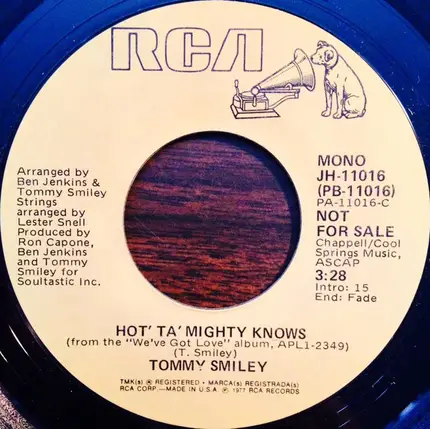 RCA
MONO
JH-11016
(PB-11016)
PA-11016-C
NOT
FOR SALE
Chappell/Cool
Springs Music,
ASCAP
3:28
Intro: 15
End: Fade
Arranged by
Ben Jenkins &
Tommy Smiley
Strings
arranged by
Lester Snell
Produced by
Ron Capone,
Ben Jenkins
and Tommy
Smiley for
Soultastic Inc.
HOT' TA' MIGHTY KNOWS
(from the "We've Got Love" album, APL1-2349)
(T. Smiley)
TOMMY SMILEY
TMK(s) ® REGISTERED • MARCA(S) REGISTRADA(S)
RCA CORP.—MADE IN U.S.A. ℗ 1977 RCA RECORDS